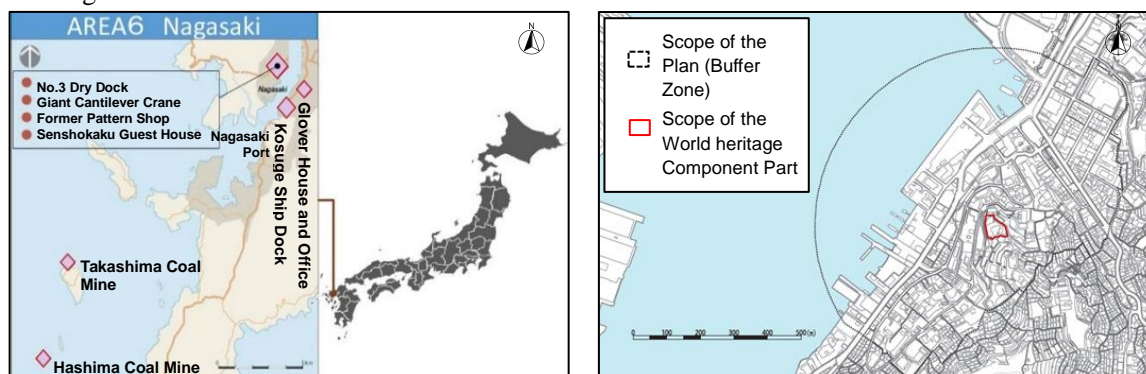 AREA6 Nagasaki
N
No.3 Dry Dock
Giant Cantilever Crane
Former Pattern Shop
Senshokaku Guest House
Nagasaki
Nagasaki
Port
Kosuge Ship Dock
Glover House and Office
Takashima Coal
Mine
Hashima Coal Mine
Scope of the
Plan (Buffer
Zone)
Scope of the
World heritage
Component Part
N
0 100 200 300 400 500(m)